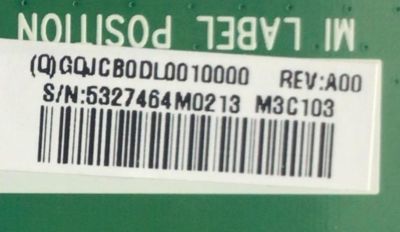 MI LABEL POSITION
(Q)GQJCB0DL0010000 REV:A00
S/N:5327464M0213 M3C103